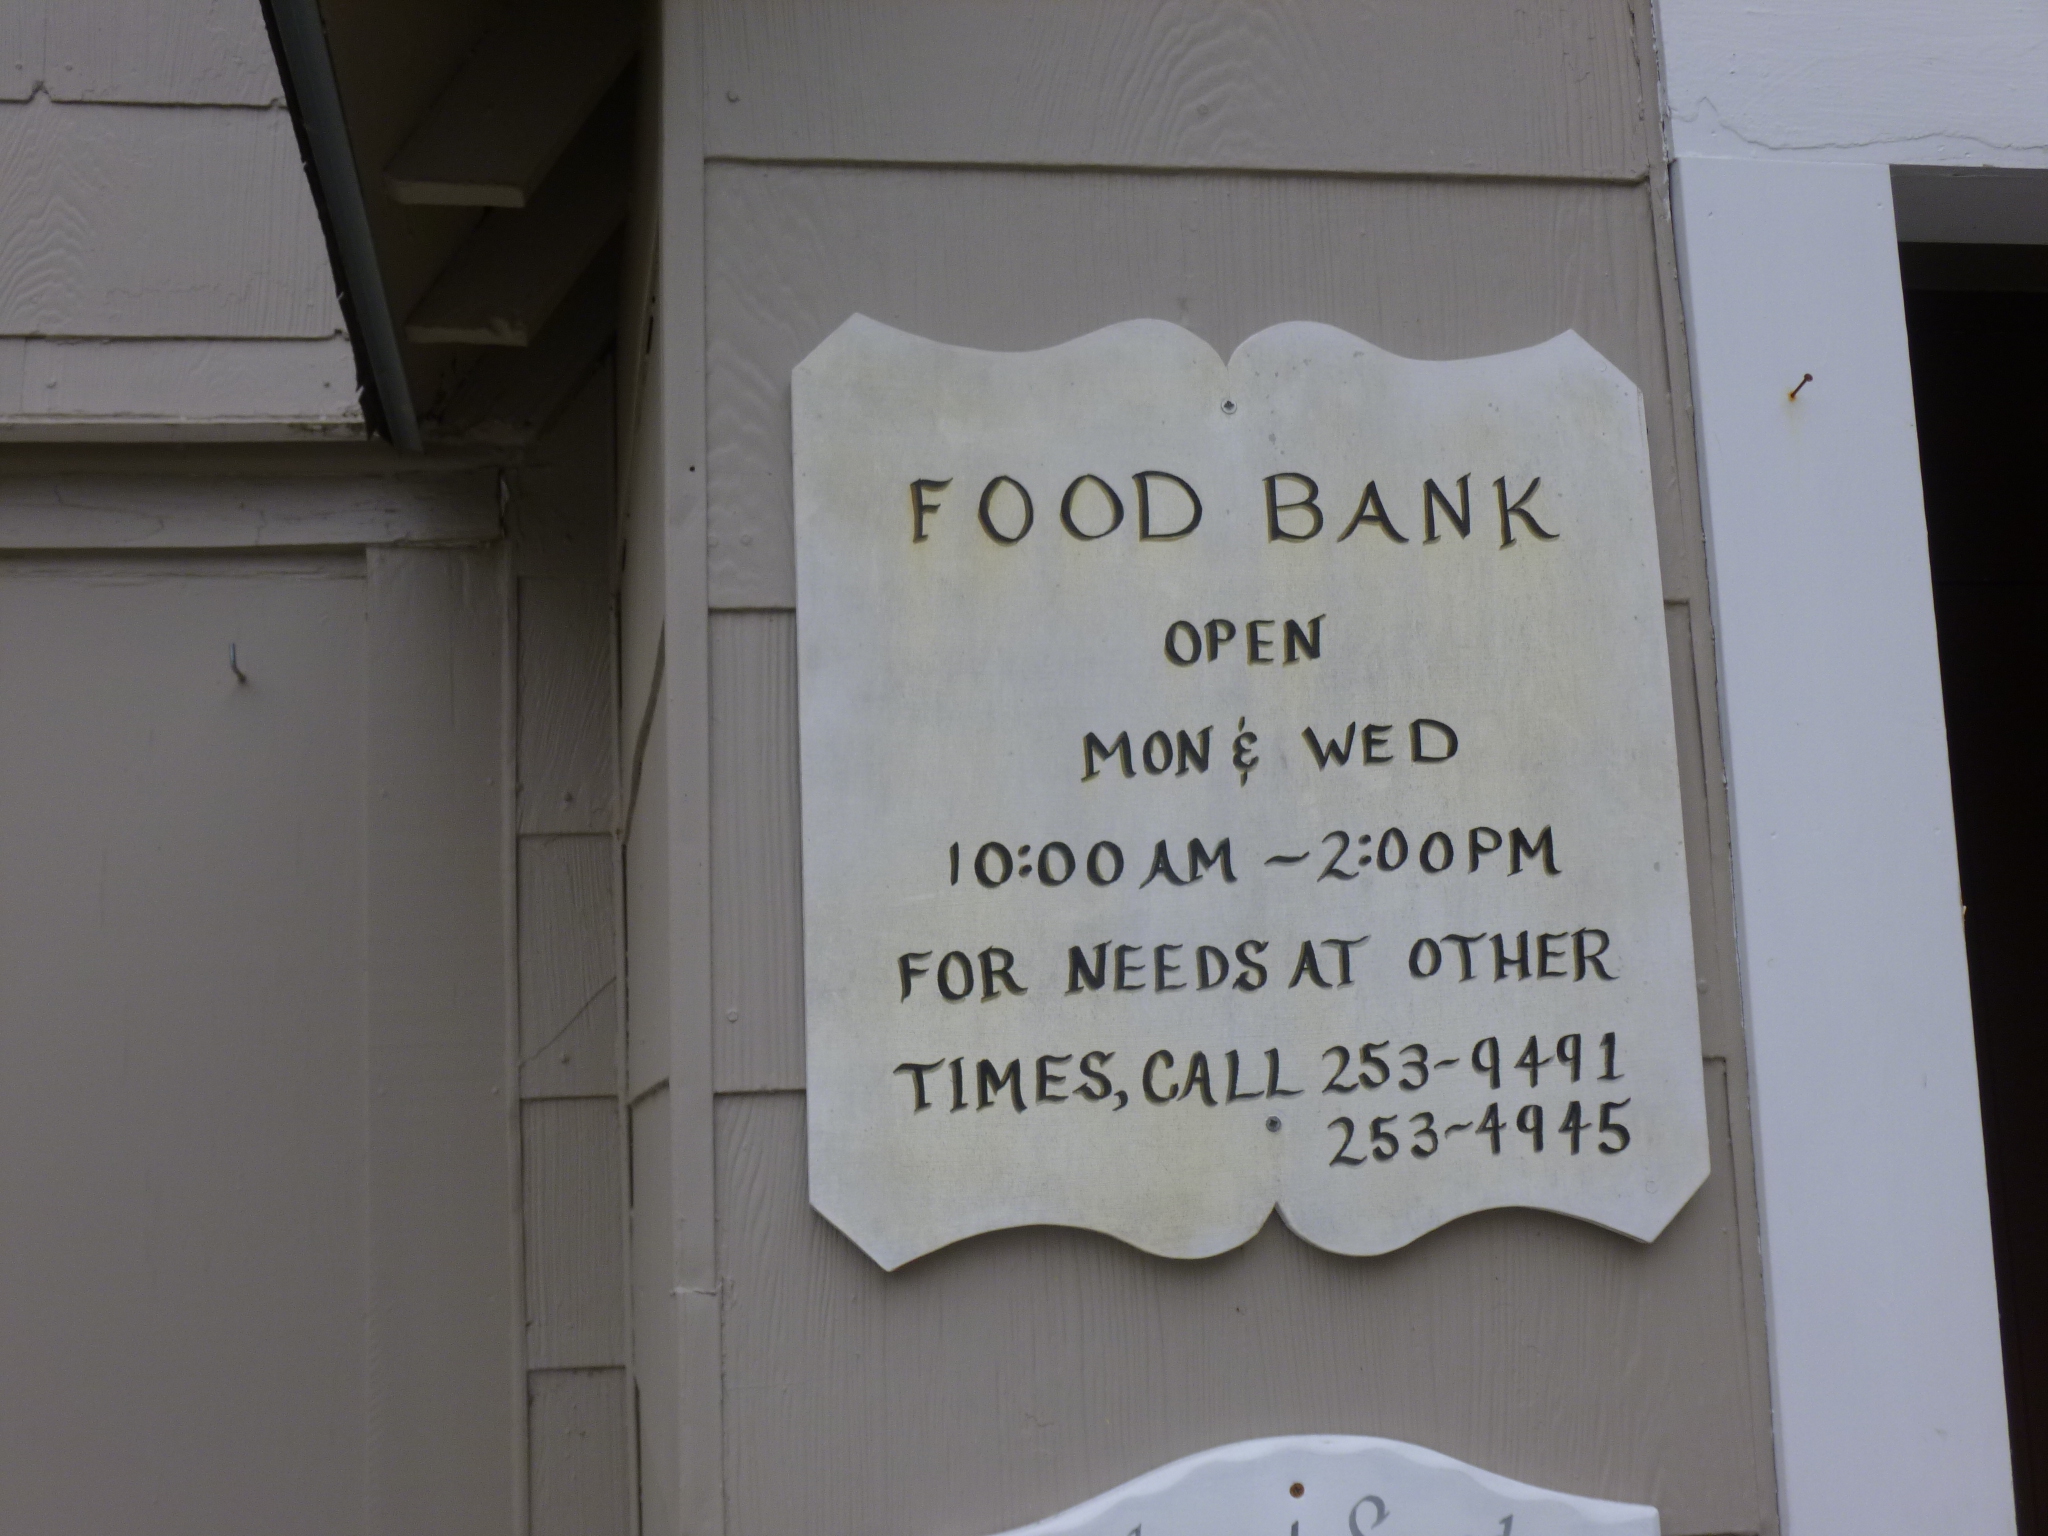 FOOD BANK
OPEN
MON & WED
10:00 AM ~ 2:00 PM
FOR NEEDS AT OTHER
TIMES, CALL 253-9491
253~4945